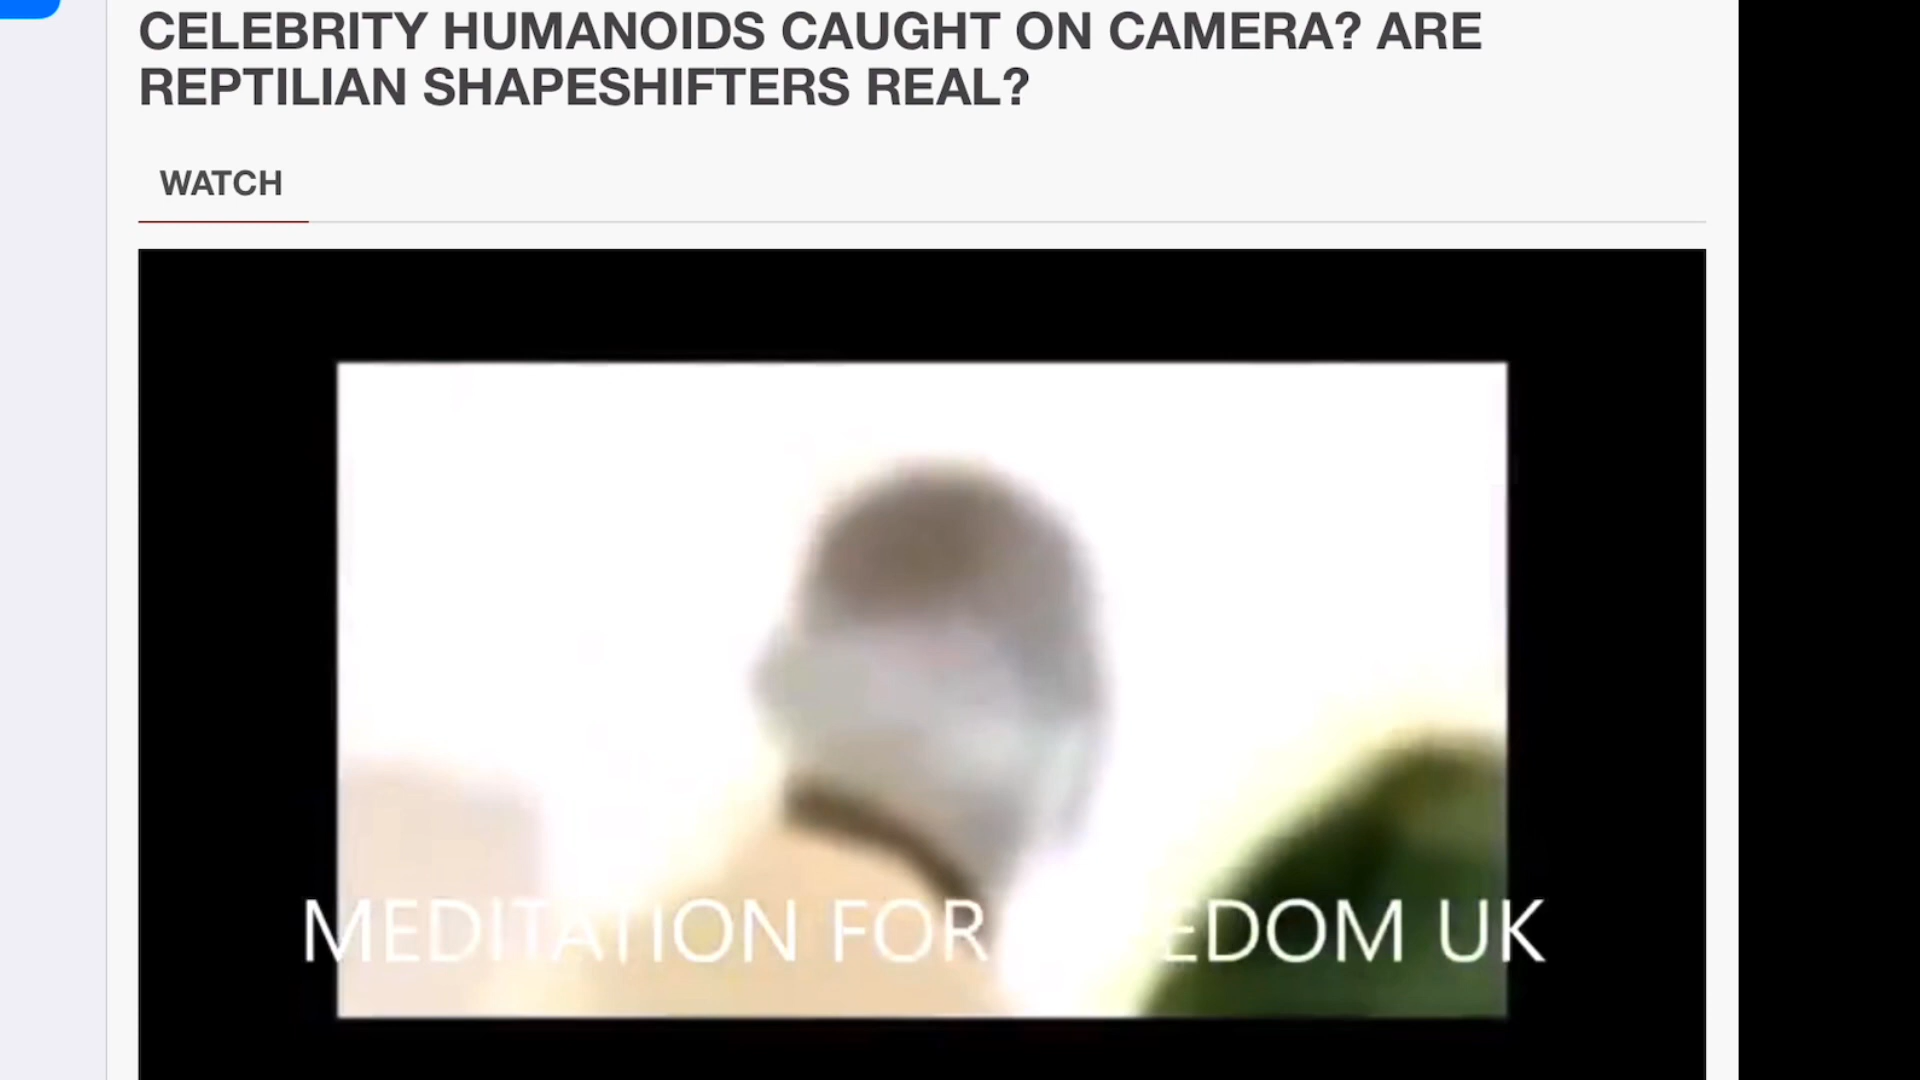 CELEBRITY HUMANOIDS CAUGHT ON CAMERA? ARE
REPTILIAN SHAPESHIFTERS REAL?
WATCH
MEDITATION FOR EDOM UK